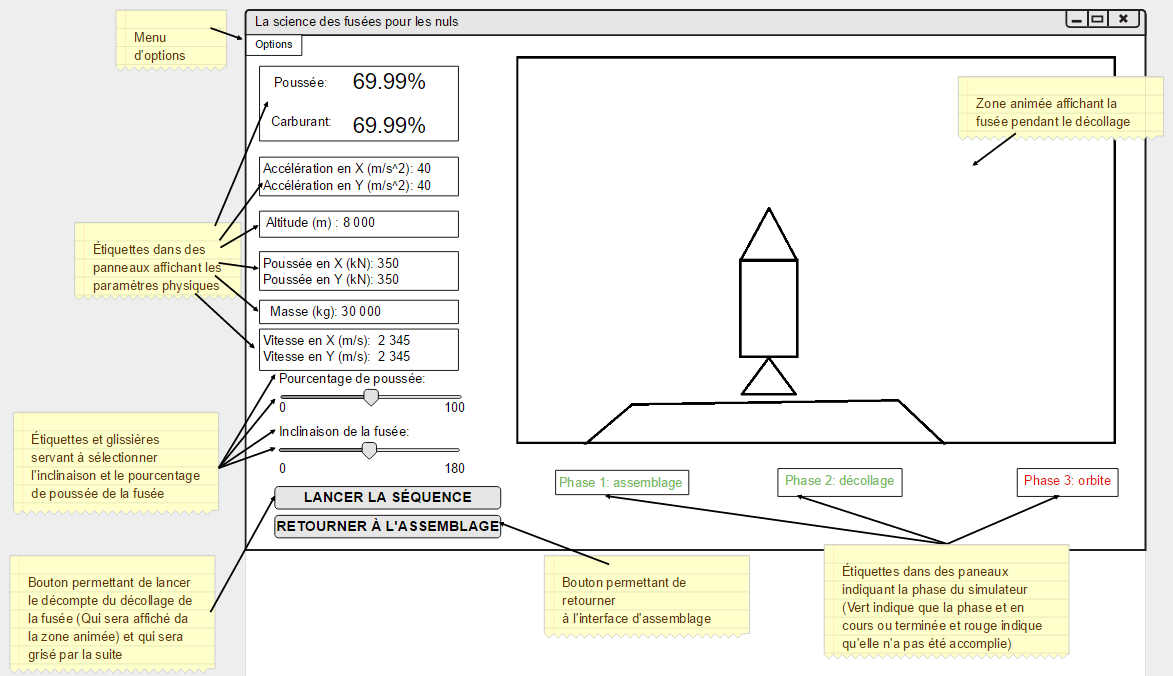 La science des fusées pour les nuls
Options
Menu
d'options
Poussée: 69.99%
Carburant: 69.99%
Zone animée affichant la
fusée pendant le décollage
Accélération en X (m/s^2): 40
Accélération en Y (m/s^2): 40
Altitude (m) : 8 000
Étiquettes dans des
panneaux affichant les
paramètres physiques
Poussée en X (kN): 350
Poussée en Y (kN): 350
Masse (kg): 30 000
Vitesse en X (m/s): 2 345
Vitesse en Y (m/s): 2 345
Pourcentage de poussée:
0 100
Inclinaison de la fusée:
0 180
Étiquettes et glissières
servant à sélectionner
l'inclinaison et le pourcentage
de poussée de la fusée
LANCER LA SÉQUENCE
RETOURNER À L'ASSEMBLAGE
Phase 1: assemblage
Phase 2: décollage
Phase 3: orbite
Bouton permettant de lancer
le décompte du décollage de
la fusée (Qui sera affiché da
la zone animée) et qui sera
grisé par la suite
Bouton permettant de
retourner
à l'interface d'assemblage
Étiquettes dans des paneaux
indiquant la phase du simulateur
(Vert indique que la phase et en
cours ou terminée et rouge indique
qu'elle n'a pas été accomplie)